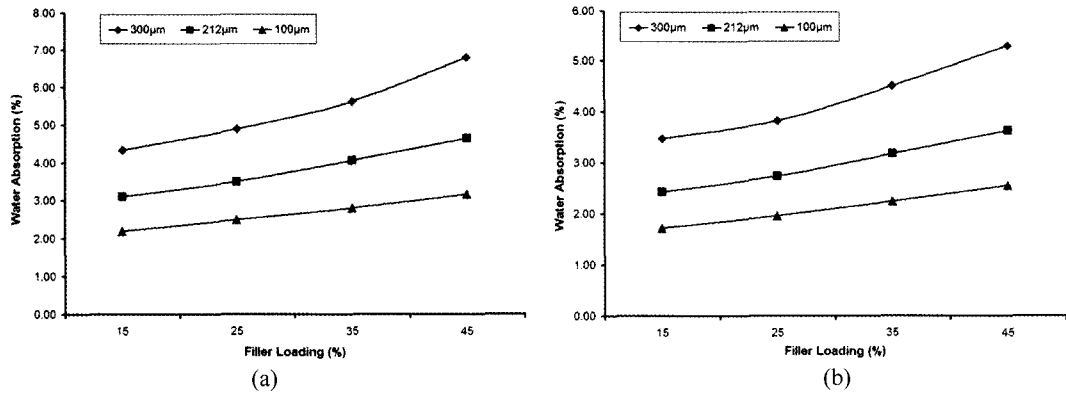 8.00
7.00
6.00
5.00
4.00
3.00
2.00
1.00
0.00
Water Absorption (%)
300µm 212µm 100µm
15 25 35 45
Filler Loading (%)
(a)
6.00
5.00
4.00
3.00
2.00
1.00
0.00
Water Absorption (%)
300µm 212µm 100µm
15 25 35 45
Filler Loading (%)
(b)